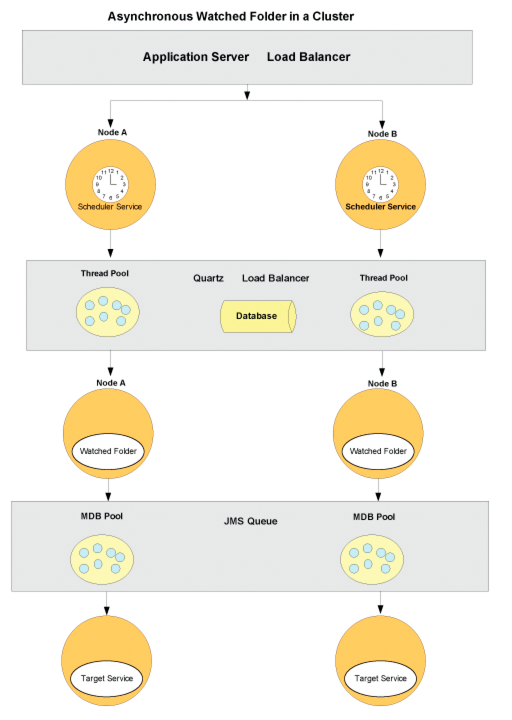 Asynchronous Watched Folder in a Cluster
Application Server Load Balancer
Node A Node B
11 12 1
10 2
9 3
8 4
7 6 5
11 12 1
10 2
9 3
8 4
7 6 5
Scheduler Service Scheduler Service
Thread Pool Quartz Load Balancer Thread Pool
Database
Node A Node B
Watched Folder Watched Folder
MDB Pool JMS Queue MDB Pool
Target Service Target Service